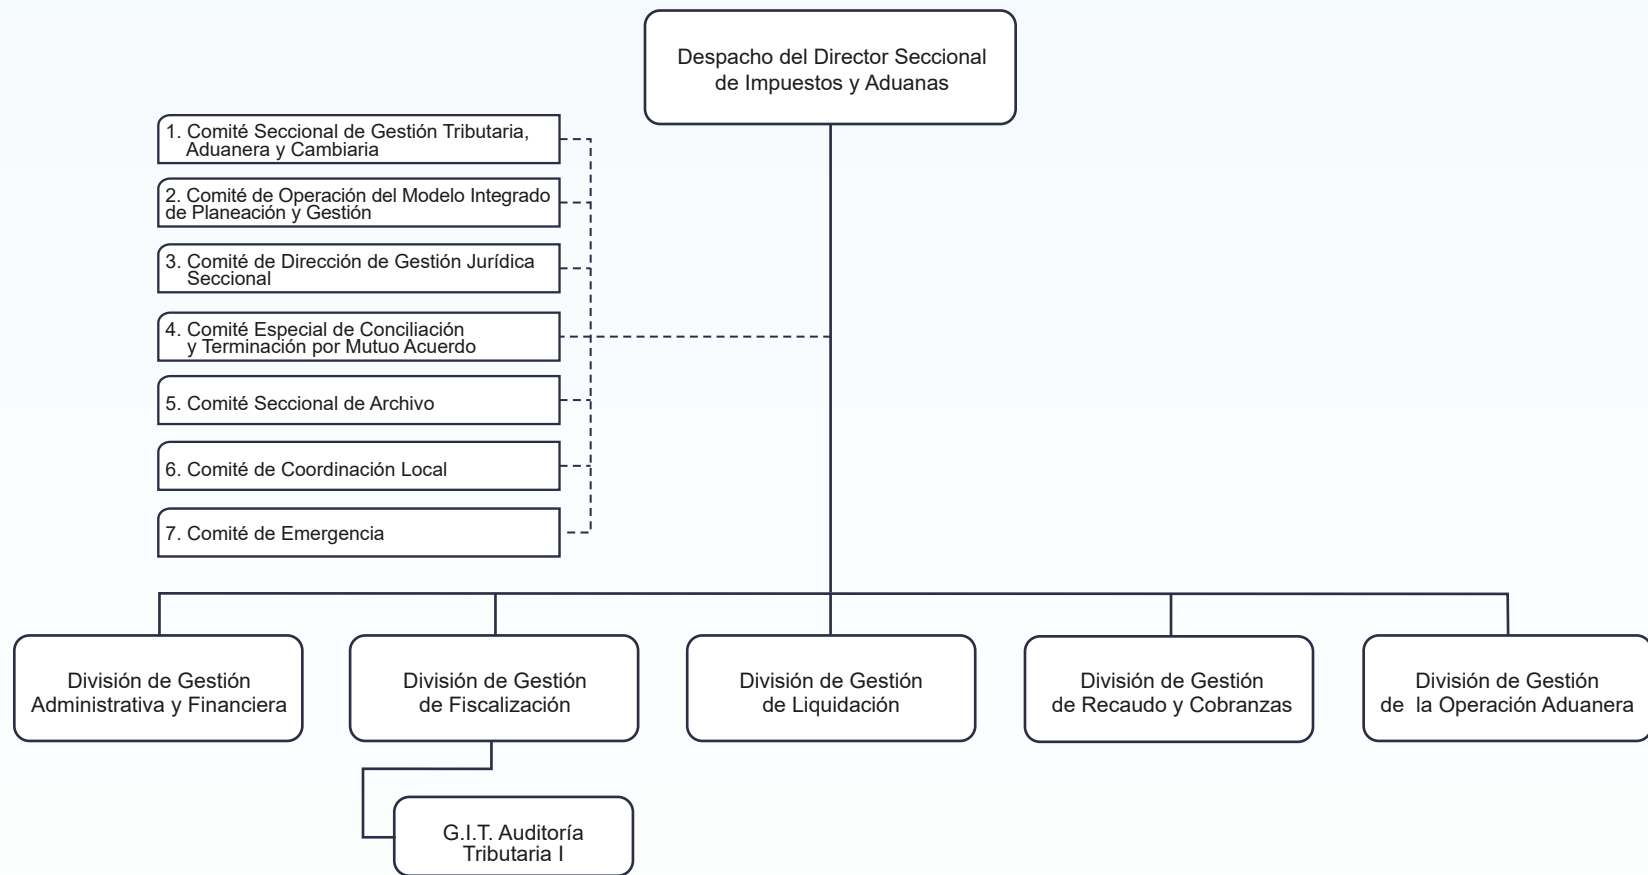 Despacho del Director Seccional
de Impuestos y Aduanas
1. Comité Seccional de Gestión Tributaria,
Aduanera y Cambiaria
2. Comité de Operación del Modelo Integrado
de Planeación y Gestión
3. Comité de Dirección de Gestión Jurídica
Seccional
4. Comité Especial de Conciliación
y Terminación por Mutuo Acuerdo
5. Comité Seccional de Archivo
6. Comité de Coordinación Local
7. Comité de Emergencia
División de Gestión
Administrativa y Financiera
División de Gestión
de Fiscalización
División de Gestión
de Liquidación
División de Gestión
de Recaudo y Cobranzas
División de Gestión
de la Operación Aduanera
G.I.T. Auditoría
Tributaria I